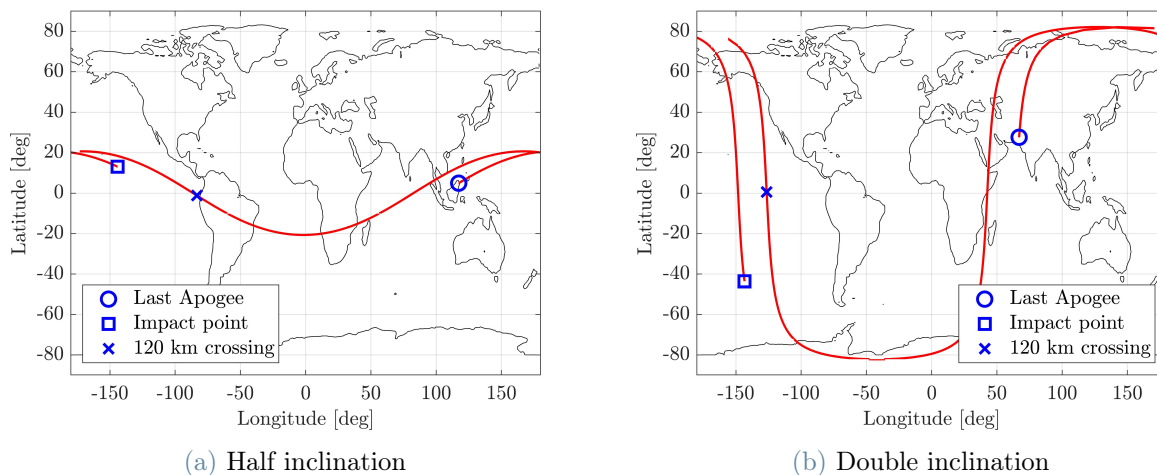 80
60
40
20
0
-20
-40
-60
-80
Latitude [deg]
-150 -100 -50 0 50 100 150
Longitude [deg]
Last Apogee
Impact point
120 km crossing
(a) Half inclination
80
60
40
20
0
-20
-40
-60
-80
Latitude [deg]
-150 -100 -50 0 50 100 150
Longitude [deg]
Last Apogee
Impact point
120 km crossing
(b) Double inclination